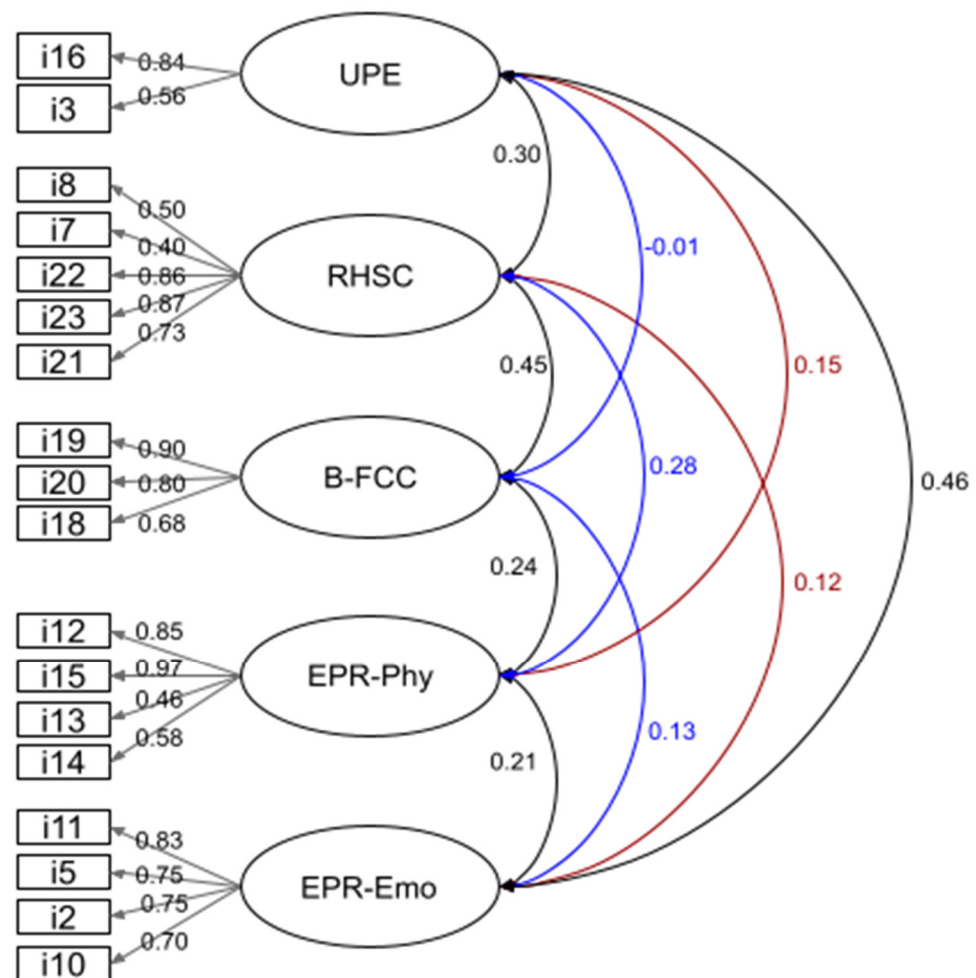 i16
0.84
UPE
0.56
i3
0.30
i8
0.50
i7
0.40
-0.01
i22
0.86
RHSC
i23
0.87
0.73
i21
0.45
0.15
i19
0.90
0.28
i20
0.80
B-FCC
0.46
i18
0.68
0.24
0.12
i12
0.85
i15
0.97
EPR-Phy
0.46
i13
0.58
0.13
i14
0.21
i11
0.83
i5
0.75
EPR-Emo
0.75
i2
0.70
i10